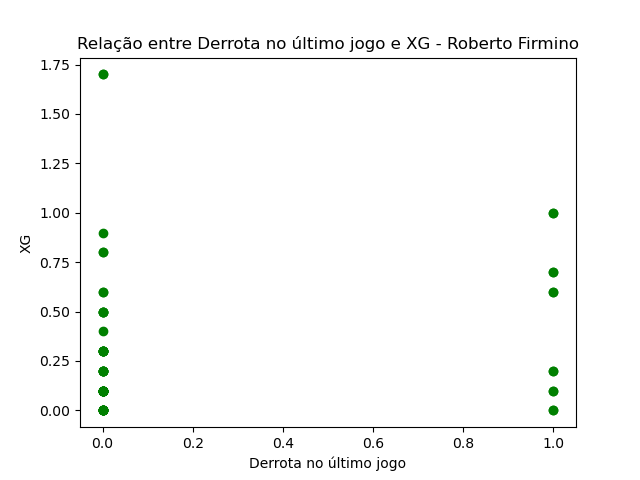 Relação entre Derrota no último jogo e XG - Roberto Firmino
1.75
1.50
1.25
1.00
0.75
0.50
0.25
0.00
XG
0.0 0.2 0.4 0.6 0.8 1.0
Derrota no último jogo